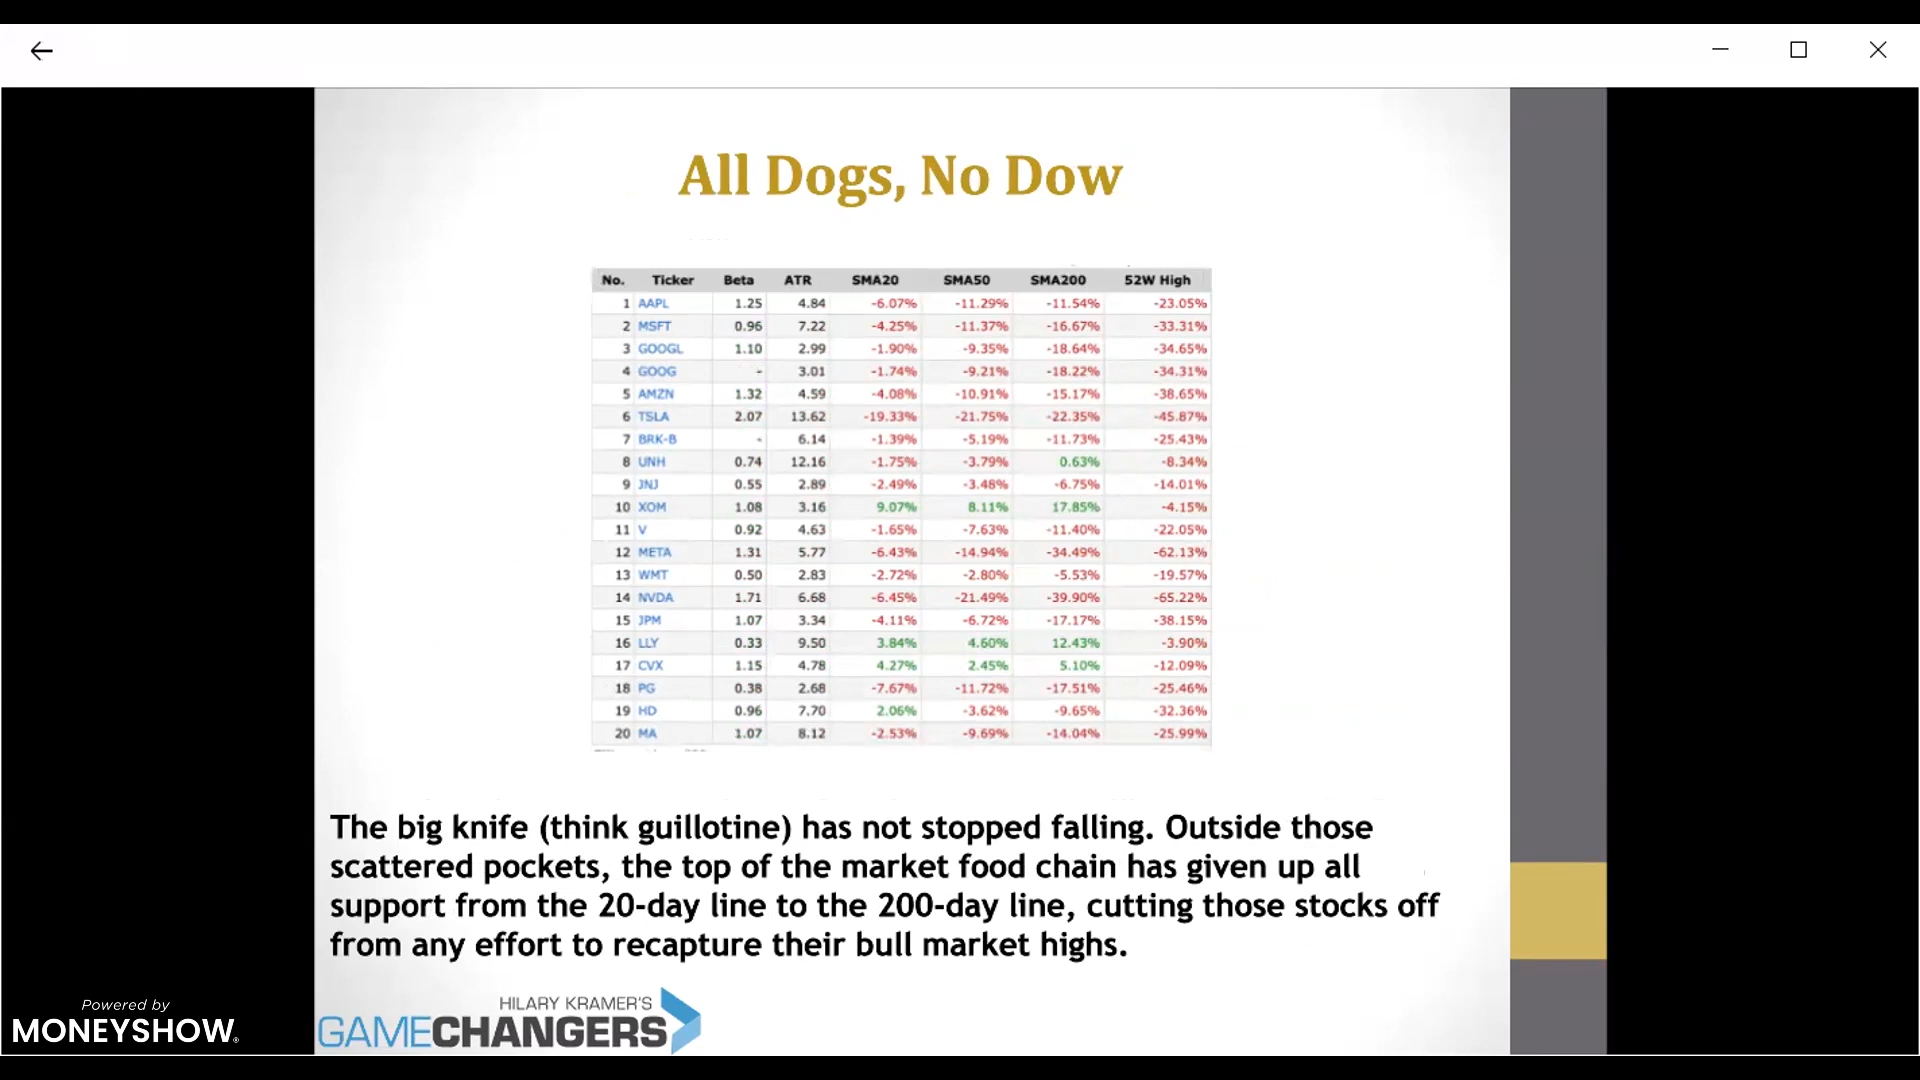 All Dogs, No Dow
No. Ticker Beta ATR SMA20 SMA50 SMA200 52W High
1 AAPL 1.25 4.84 -6.07% -11.29% -11.54% -23.05%
2 MSFT 0.96 7.22 -4.25% -11.37% -16.67% -33.31%
3 GOOGL 1.10 2.99 -1.90% -9.35% -18.64% -34.65%
4 GOOG - 3.01 -1.74% -9.21% -18.22% -34.31%
5 AMZN 1.32 4.59 -4.08% -10.91% -15.17% -38.65%
6 TSLA 2.07 13.62 -19.33% -21.75% -22.35% -45.87%
7 BRK-B - 6.14 -1.39% -5.19% -11.73% -25.43%
8 UNH 0.74 12.16 -1.75% -3.79% 0.63% -8.34%
9 JNJ 0.55 2.89 -2.49% -3.48% -6.75% -14.01%
10 XOM 1.08 3.16 9.07% 8.11% 17.85% -4.15%
11 V 0.92 4.63 -1.65% -7.63% -11.40% -22.05%
12 META 1.31 5.77 -6.43% -14.94% -34.49% -62.13%
13 WMT 0.50 2.83 -2.72% -2.80% -5.53% -19.57%
14 NVDA 1.71 6.68 -6.45% -21.49% -39.90% -65.22%
15 JPM 1.07 3.34 -4.11% -6.72% -17.17% -38.15%
16 LLY 0.33 9.50 3.84% 4.60% 12.43% -3.90%
17 CVX 1.15 4.78 4.27% 2.45% 5.10% -12.09%
18 PG 0.38 2.68 -7.67% -11.72% -17.51% -25.46%
19 HD 0.96 7.70 2.06% -3.62% -9.65% -32.36%
20 MA 1.07 8.12 -2.53% -9.69% -14.04% -25.99%
The big knife (think guillotine) has not stopped falling. Outside those
scattered pockets, the top of the market food chain has given up all
support from the 20-day line to the 200-day line, cutting those stocks off
from any effort to recapture their bull market highs.
Powered by
MONEYSHOW®
HILARY KRAMER'S
GAMECHANGERS